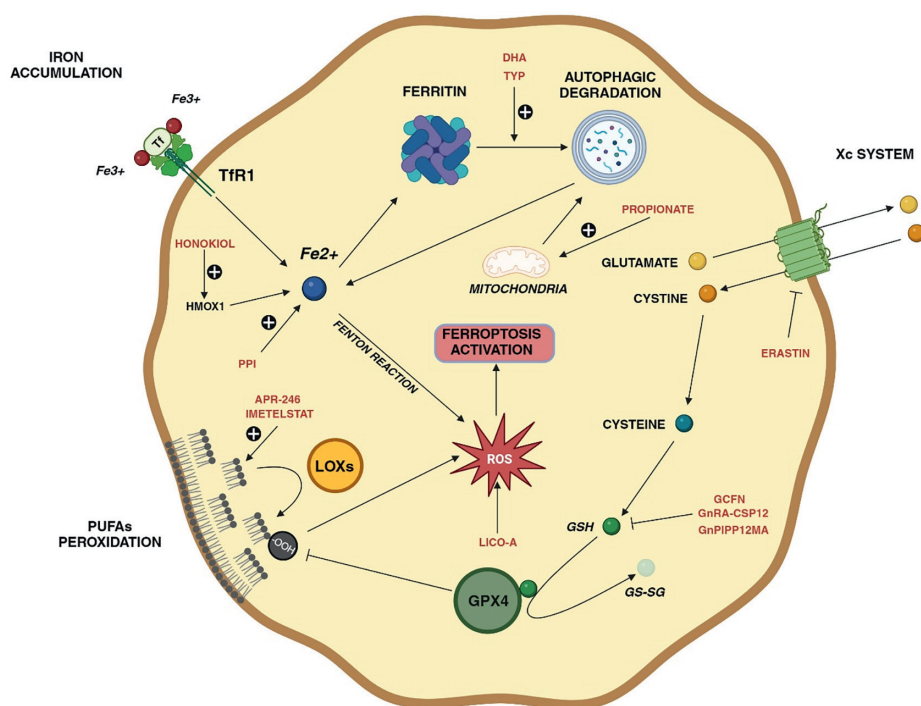 IRON
ACCUMULATION
Fe3+
Fe3+
Tf
TfR1
DHA
TYP
FERRITIN
AUTOPHAGIC
DEGRADATION
Xc SYSTEM
HONOKIOL
HMOX1
Fe2+
PPI
PROPIONATE
MITOCHONDRIA
GLUTAMATE
CYSTINE
ERASTIN
FENTON REACTION
FERROPTOSIS
ACTIVATION
APR-246
IMETELSTAT
LOXs
ROS
CYSTEINE
PUFAs
PEROXIDATION
-OOH
LICO-A
GSH
GCFN
GnRA-CSP12
GnPIPP12MA
GPX4
GS-SG